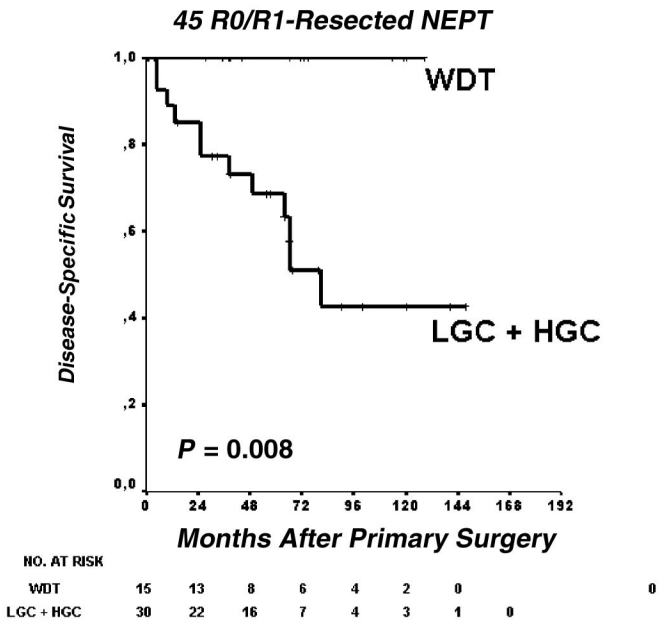 45 R0/R1-Resected NEPT
1,0
WDT
,8
,6
Disease-Specific Survival
,4
LGC + HGC
,2
P = 0.008
0,0
0 24 48 72 96 120 144 168 192
Months After Primary Surgery
NO. AT RISK
WDT 15 13 8 6 4 2 0 0
LGC + HGC 30 22 16 7 4 3 1 0